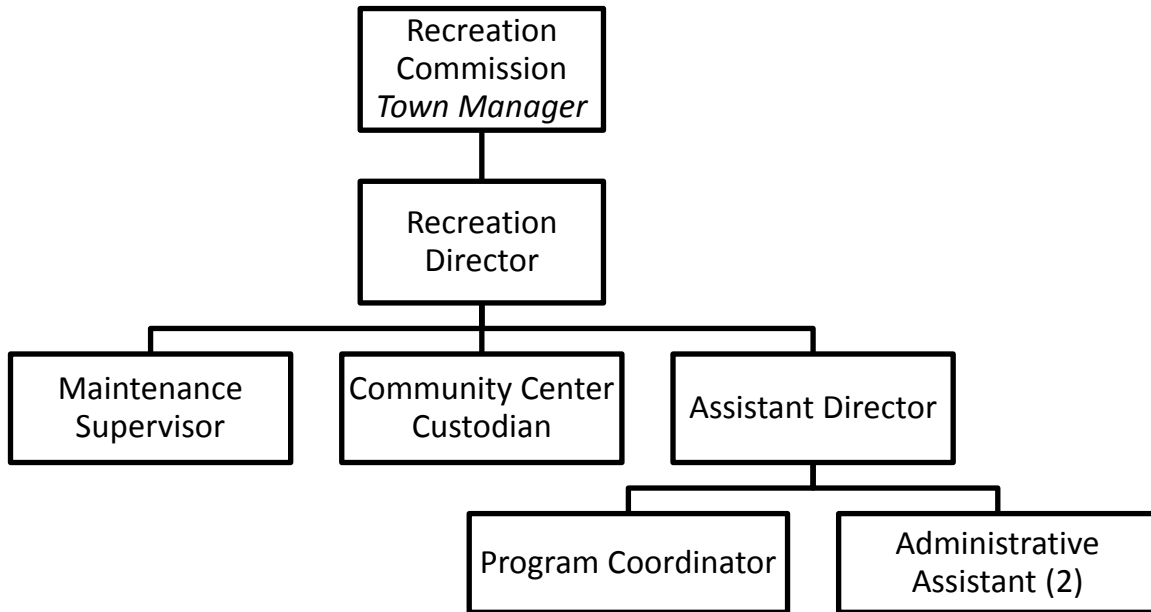 Recreation
Commission
Town Manager
Recreation
Director
Maintenance
Supervisor
Community Center
Custodian
Assistant Director
Program Coordinator
Administrative
Assistant (2)